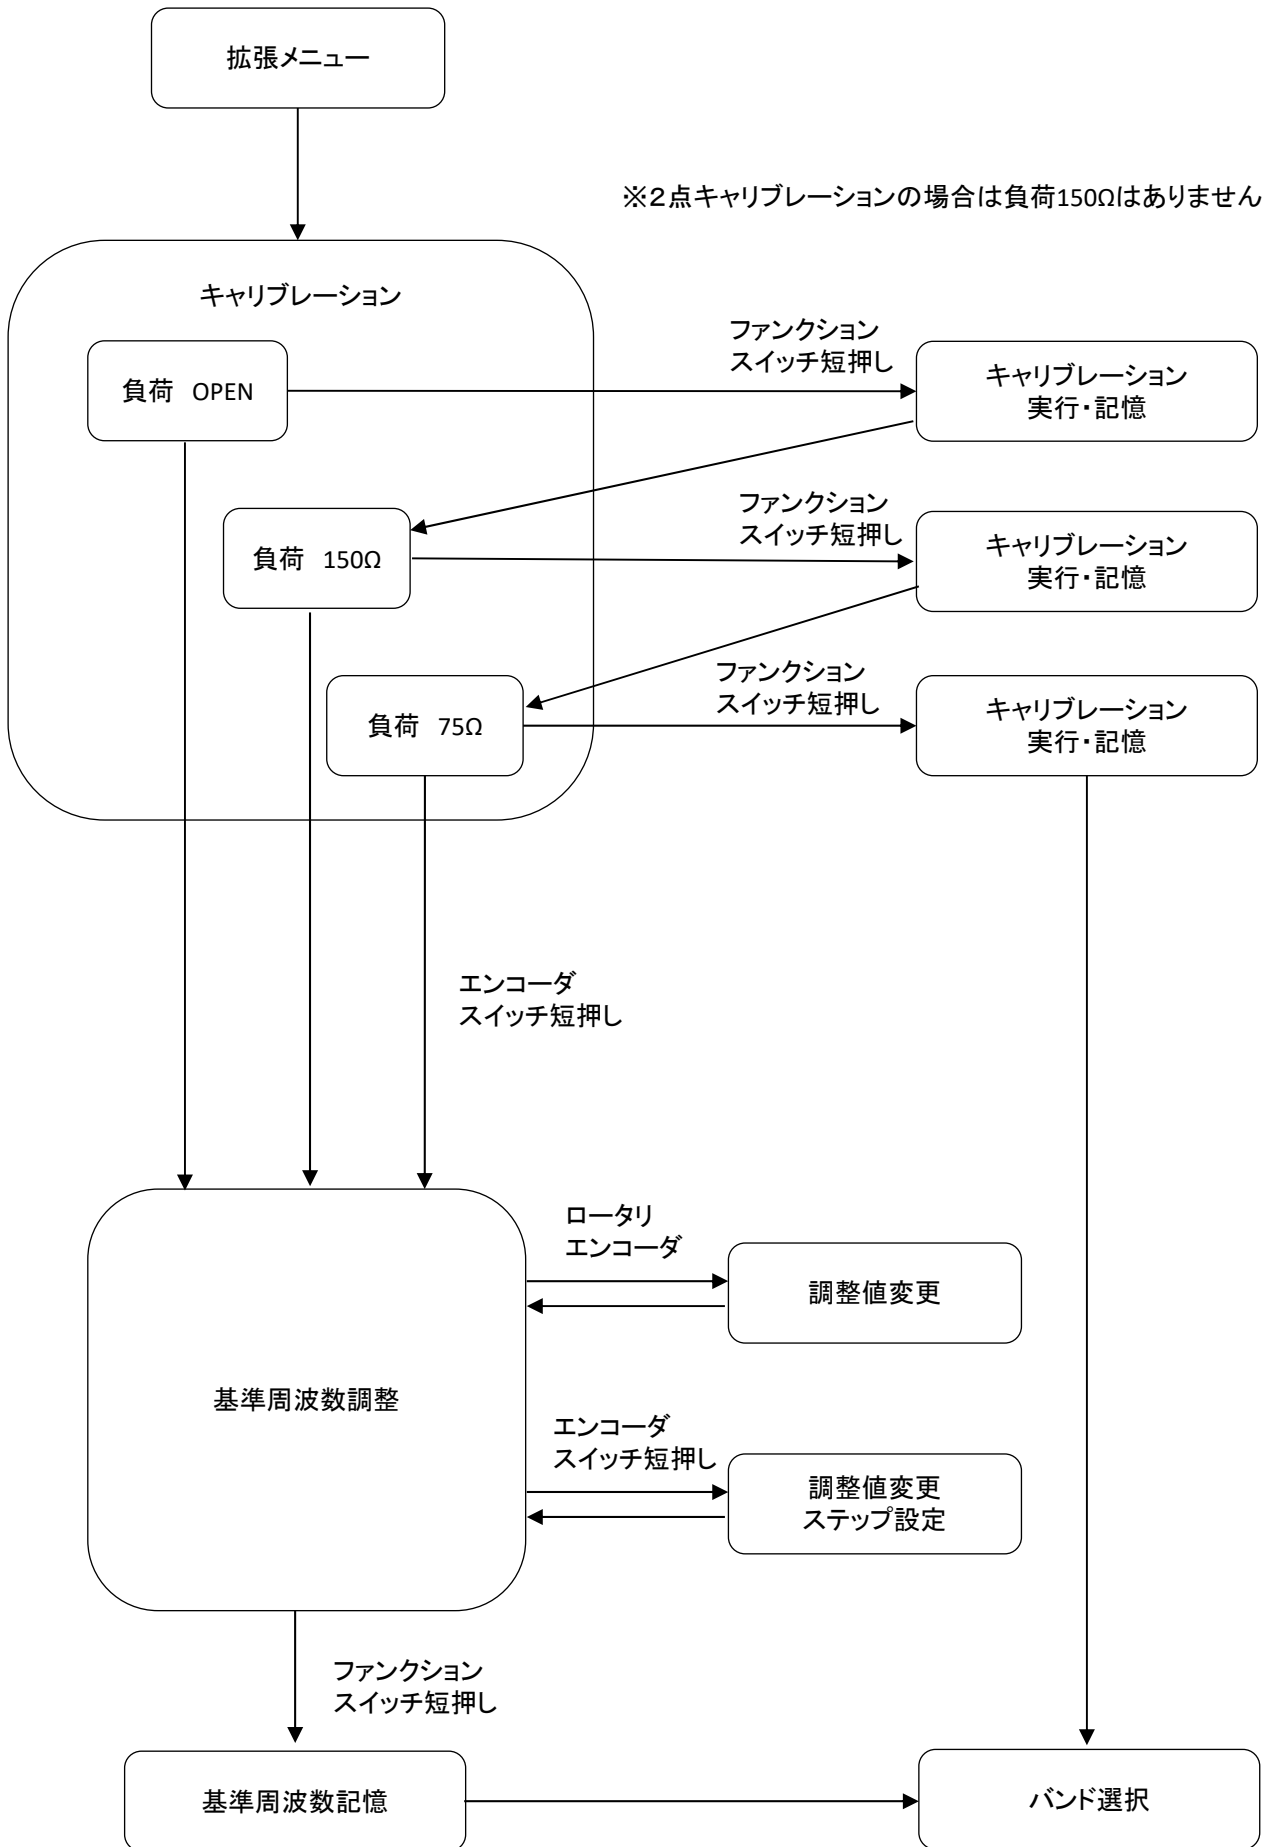 拡張メニュー
※2点キャリブレーションの場合は負荷150Ωはありません
キャリブレーション
ファンクション
スイッチ短押し
負荷　OPEN
キャリブレーション
実行・記憶
ファンクション
スイッチ短押し
負荷　150Ω
キャリブレーション
実行・記憶
ファンクション
スイッチ短押し
負荷　75Ω
キャリブレーション
実行・記憶
エンコーダ
スイッチ短押し
ロータリ
エンコーダ
調整値変更
基準周波数調整
エンコーダ
スイッチ短押し
調整値変更
ステップ設定
ファンクション
スイッチ短押し
基準周波数記憶
バンド選択